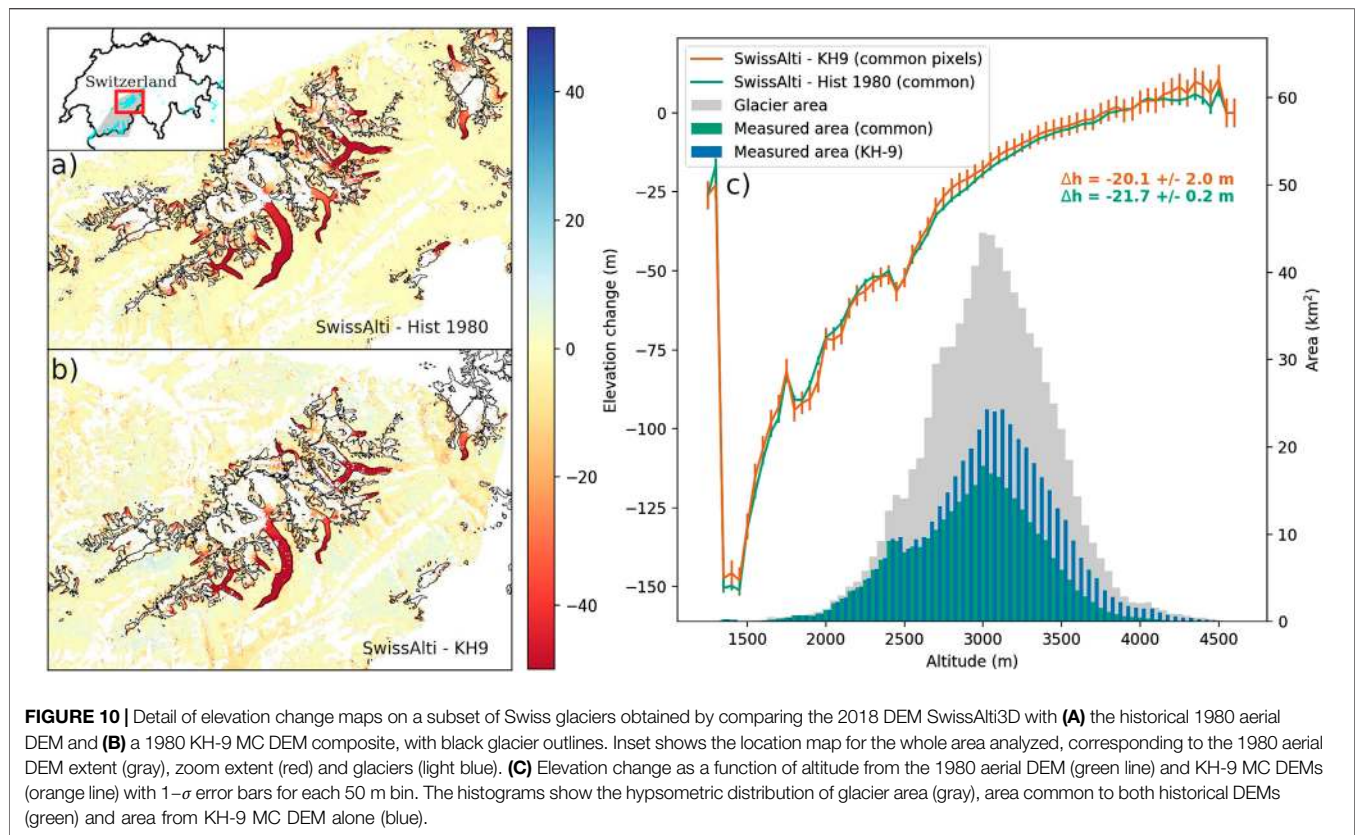 Switzerland
a)
SwissAlti - Hist 1980
b)
SwissAlti - KH9
40
20
0
−20
−40
Elevation change (m)
SwissAlti - KH9 (common pixels)
SwissAlti - Hist 1980 (common)
Glacier area
Measured area (common)
Measured area (KH-9)
c)
Δh = -20.1 +/- 2.0 m
Δh = -21.7 +/- 0.2 m
0
−25
−50
−75
−100
−125
−150
60
50
40
30
20
10
0
Area (km²)
1500 2000 2500 3000 3500 4000 4500
Altitude (m)
FIGURE 10 | Detail of elevation change maps on a subset of Swiss glaciers obtained by comparing the 2018 DEM SwissAlti3D with (A) the historical 1980 aerial
DEM and (B) a 1980 KH-9 MC DEM composite, with black glacier outlines. Inset shows the location map for the whole area analyzed, corresponding to the 1980 aerial
DEM extent (gray), zoom extent (red) and glaciers (light blue). (C) Elevation change as a function of altitude from the 1980 aerial DEM (green line) and KH-9 MC DEMs
(orange line) with 1−σ error bars for each 50 m bin. The histograms show the hypsometric distribution of glacier area (gray), area common to both historical DEMs
(green) and area from KH-9 MC DEM alone (blue).